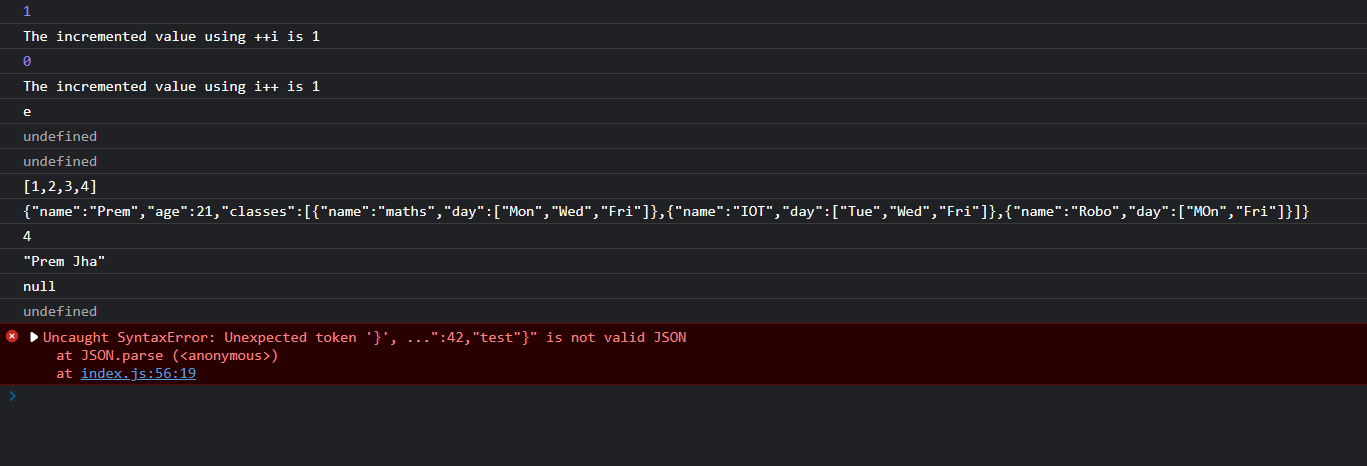 1
The incremented value using ++i is 1
0
The incremented value using i++ is 1
e
undefined
undefined
[1,2,3,4]
{"name":"Prem","age":21,"classes":[{"name":"maths","day":["Mon","Wed","Fri"]},{"name":"IOT","day":["Tue","Wed","Fri"]},{"name":"Robo","day":["MOn","Fri"]}]}
4
"Prem Jha"
null
undefined
Uncaught SyntaxError: Unexpected token '}', ...":42,"test"}" is not valid JSON
at JSON.parse (<anonymous>)
at index.js:56:19